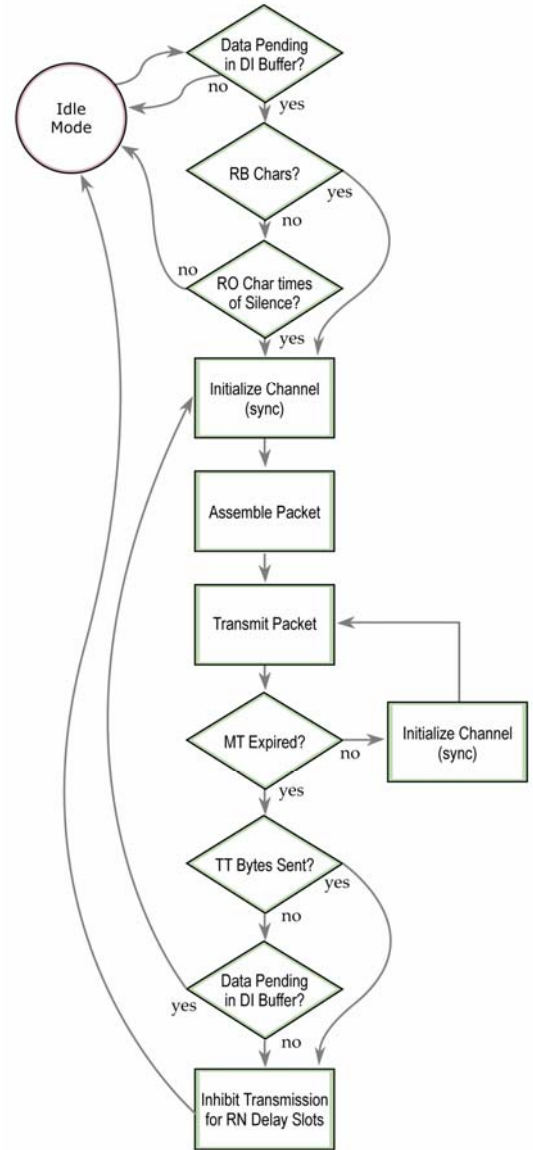 Data Pending
in DI Buffer?
no
yes
Idle
Mode
RB Chars?
yes
no
no
RO Char times
of Silence?
yes
Initialize Channel
(sync)
Assemble Packet
Transmit Packet
MT Expired?
no
Initialize Channel
(sync)
yes
TT Bytes Sent?
yes
no
Data Pending
in DI Buffer?
yes
no
Inhibit Transmission
for RN Delay Slots